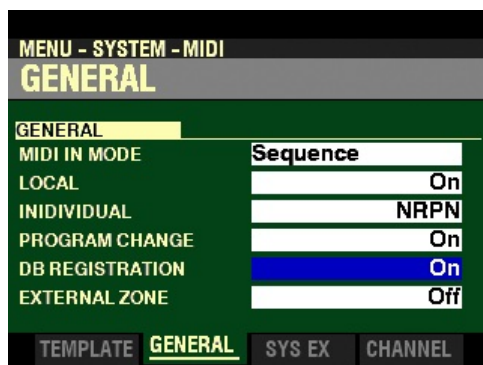 MENU - SYSTEM - MIDI
GENERAL
GENERAL
MIDI IN MODE Sequence
LOCAL On
INIDIVIDUAL NRPN
PROGRAM CHANGE On
DB REGISTRATION On
EXTERNAL ZONE Off
TEMPLATE GENERAL SYS EX CHANNEL